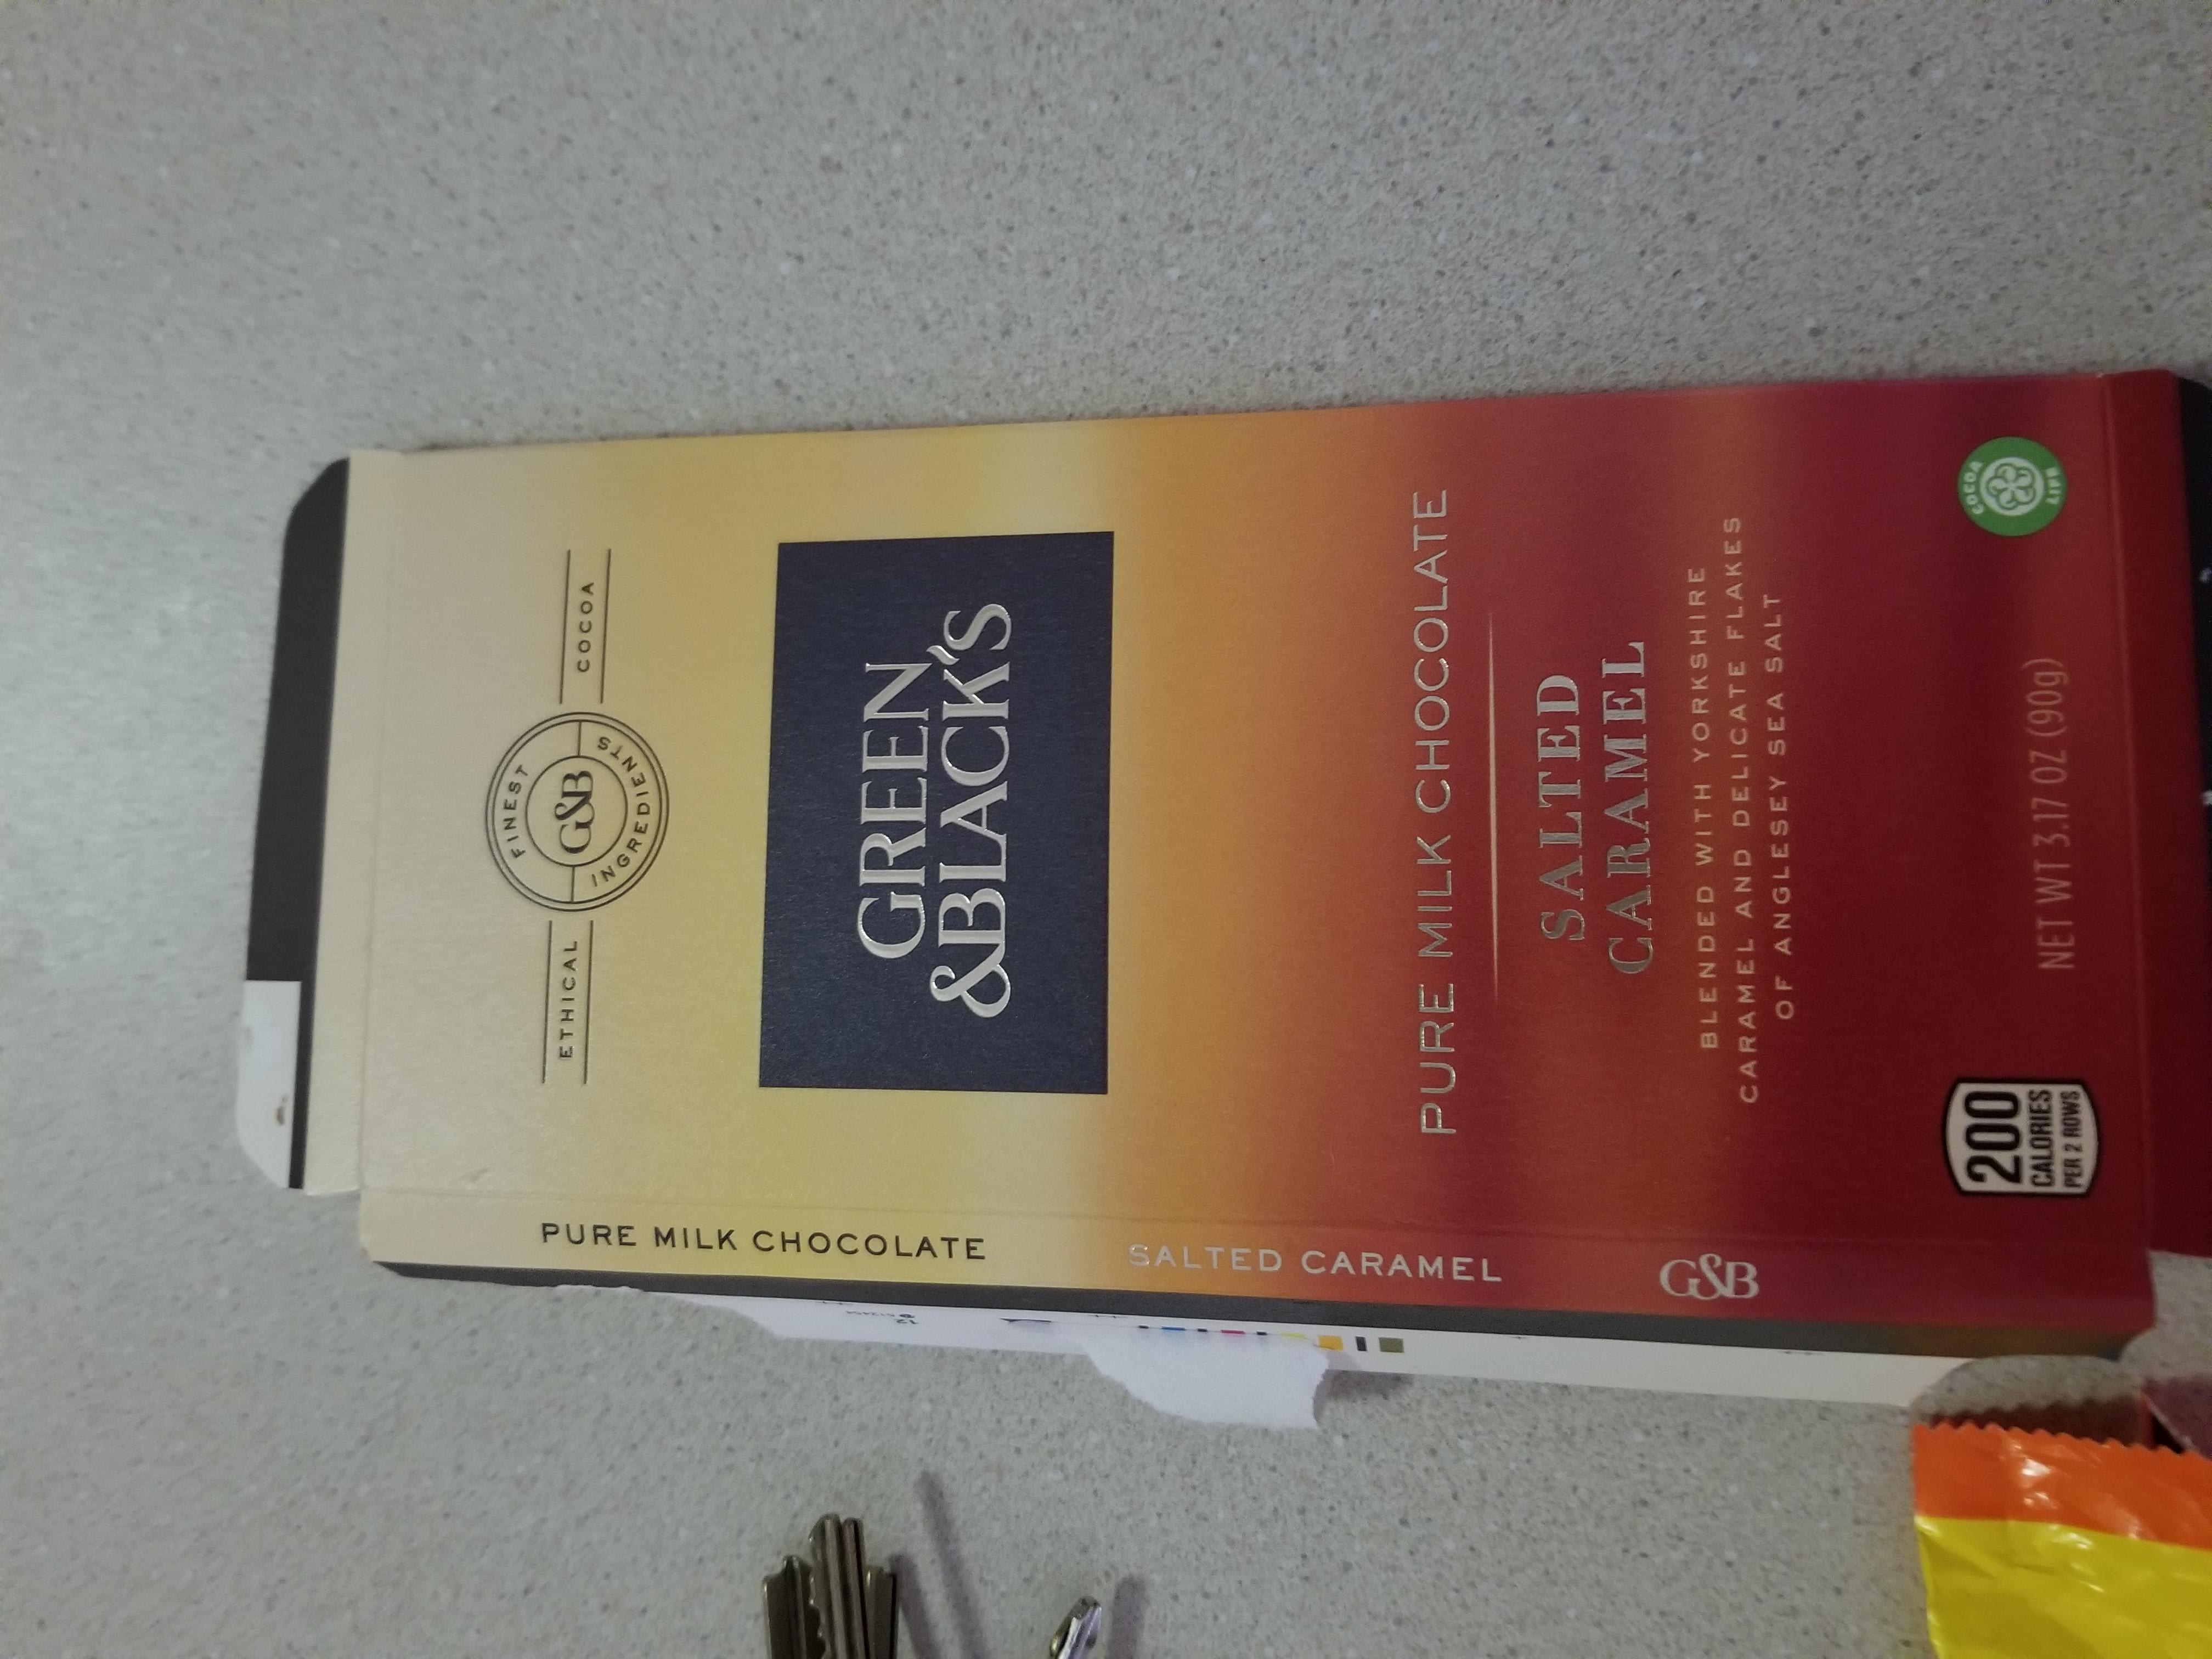 ETHICAL
FINEST
G&B
INGREDIENTS
COCOA
GREEN
&BLACK'S
PURE MILK CHOCOLATE
SALTED
CARAMEL
BLENDED WITH YORKSHIRE
CARAMEL AND DELICATE FLAKES
OF ANGLESEY SEA SALT
200
CALORIES
PER 2 ROWS
NET WT 3.17 OZ (90g)
COCOA
LIFE
PURE MILK CHOCOLATE SALTED CARAMEL G&B
12